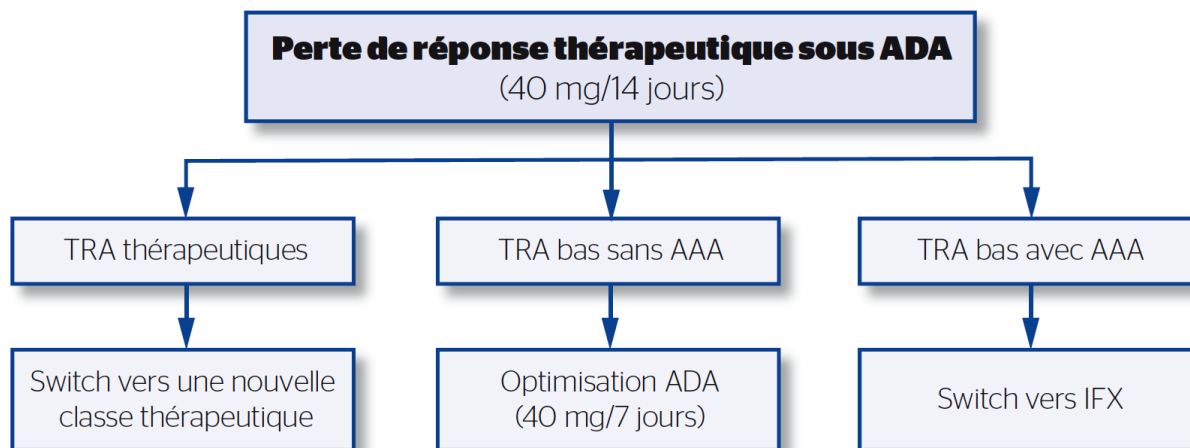 Perte de réponse thérapeutique sous ADA
(40 mg/14 jours)
TRA thérapeutiques
TRA bas sans AAA
TRA bas avec AAA
Switch vers une nouvelle
classe thérapeutique
Optimisation ADA
(40 mg/7 jours)
Switch vers IFX